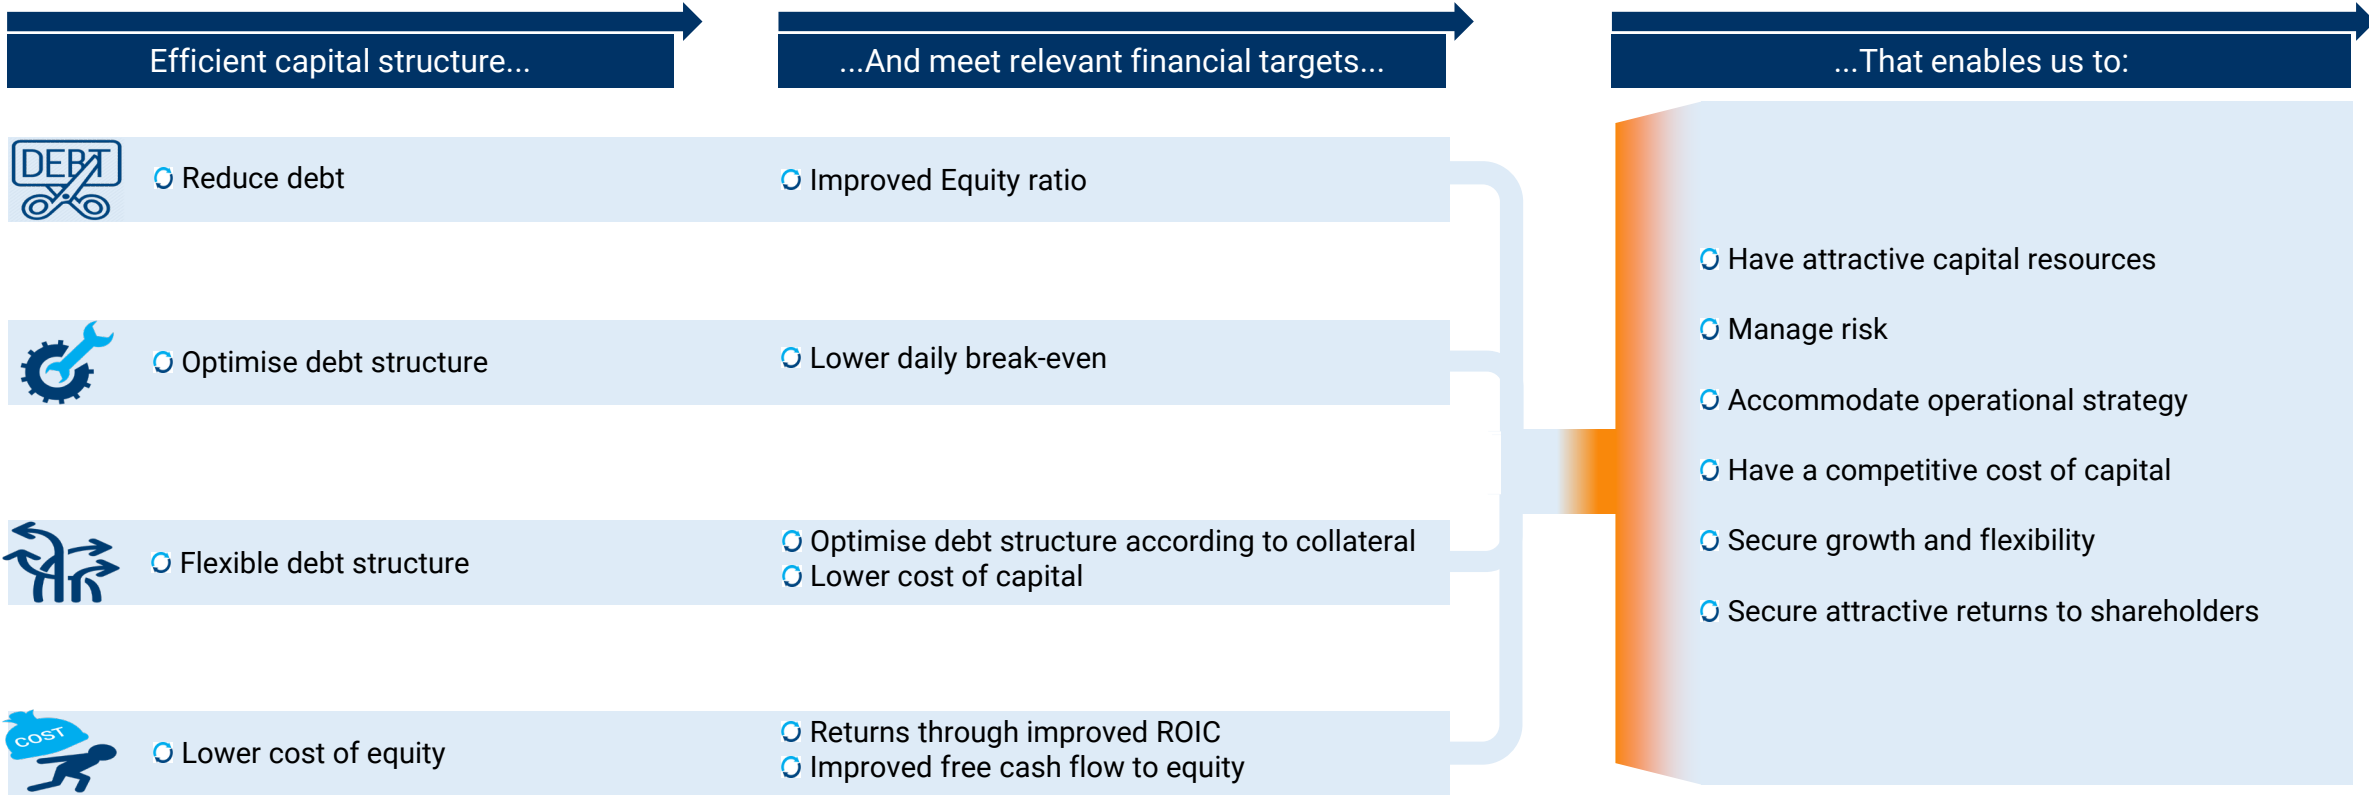 Efficient capital structure...
...And meet relevant financial targets...
...That enables us to:
DEBT
Reduce debt
Improved Equity ratio
Optimise debt structure
Lower daily break-even
Flexible debt structure
Optimise debt structure according to collateral
Lower cost of capital
COST
Lower cost of equity
Returns through improved ROIC
Improved free cash flow to equity
Have attractive capital resources
Manage risk
Accommodate operational strategy
Have a competitive cost of capital
Secure growth and flexibility
Secure attractive returns to shareholders